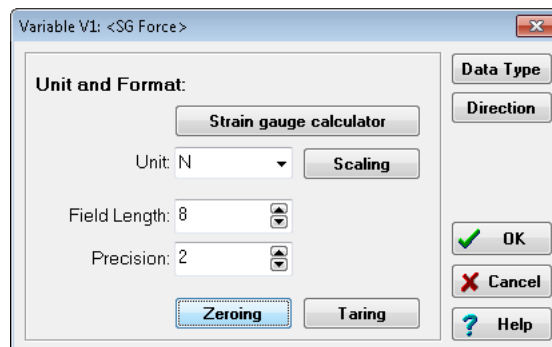 Variable V1: <SG Force>
Data Type
Unit and Format:
Direction
Strain gauge calculator
Unit: N
Scaling
Field Length: 8
Precision: 2
OK
Cancel
Zeroing
Taring
Help